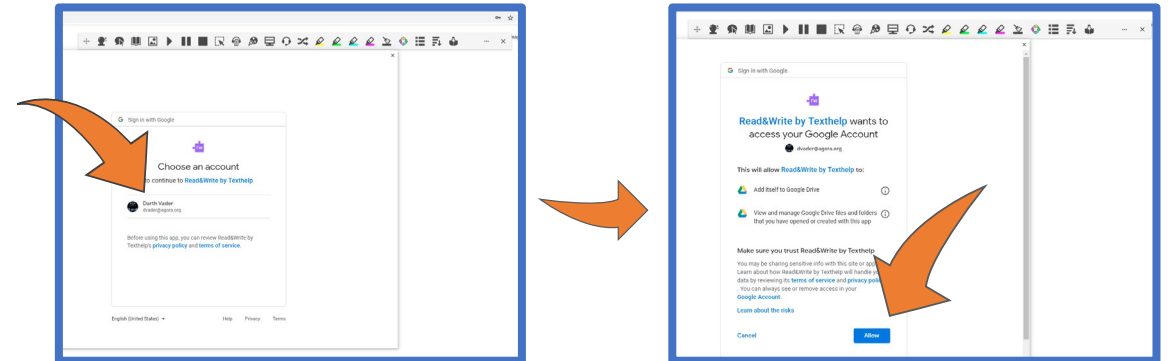 Sign in with Google
Choose an account
to continue to Read&Write by Texthelp
Darth Vader
dvader@agora.org
Before using this app, you can review Read&Write by
Texthelp's privacy policy and terms of service.
English (United States)
Help Privacy Terms
Sign in with Google
Read&Write by Texthelp wants to
access your Google Account
dvader@agora.org
This will allow Read&Write by Texthelp to:
Add itself to Google Drive
View and manage Google Drive files and folders
that you have opened or created with this app
Make sure you trust Read&Write by Texthelp
You may be sharing sensitive info with this site or app
Learn about how Read&Write by Texthelp will handle
data by reviewing its terms of service and privacy
. You can always see or remove access in your
Google Account.
Learn about the risks
Cancel
Allow